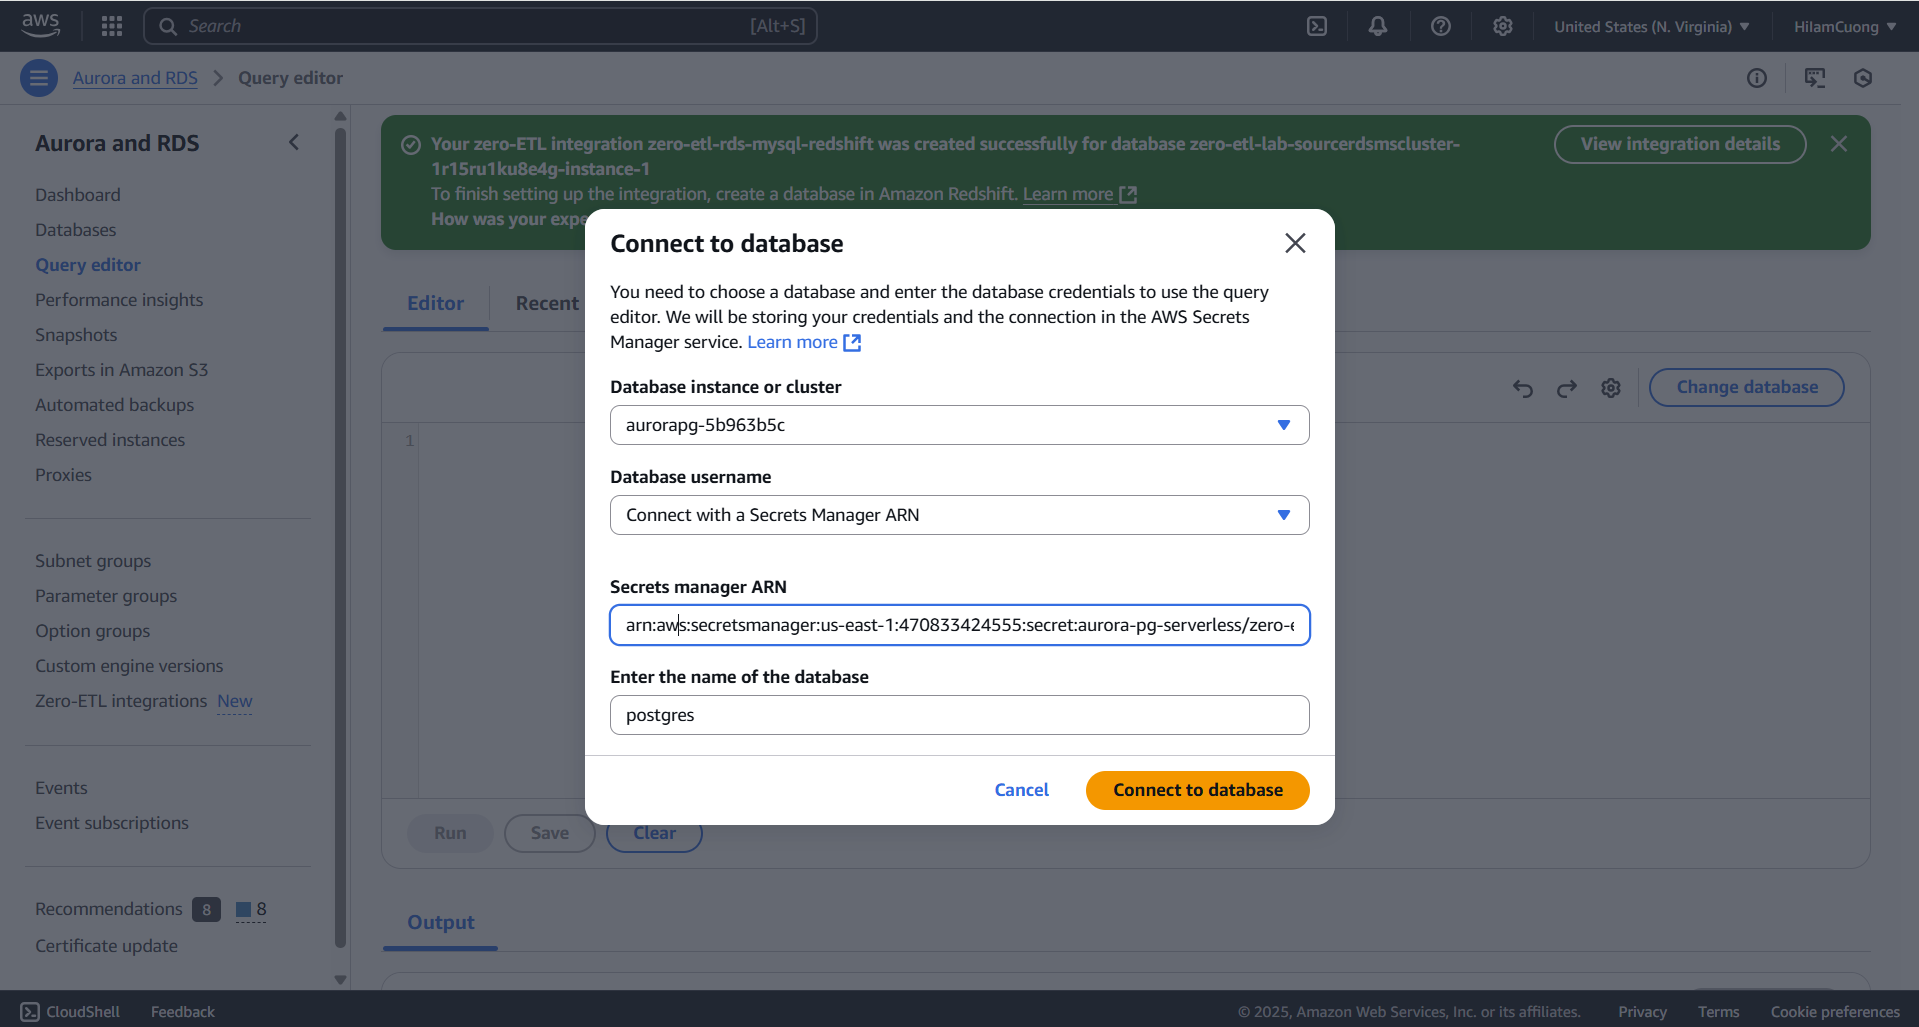 aws
Search
[Alt+S]
United States (N. Virginia)
HilamCuong
Aurora and RDS
Query editor
Aurora and RDS
Dashboard
Databases
Query editor
Performance insights
Snapshots
Exports in Amazon S3
Automated backups
Reserved instances
Proxies
Subnet groups
Parameter groups
Option groups
Custom engine versions
Zero-ETL integrations New
Events
Event subscriptions
Recommendations 8 8
Certificate update
Your zero-ETL integration zero-etl-rds-mysql-redshift was created successfully for database zero-etl-lab-sourcerdsmscluster-
1r15ru1ku8e4g-instance-1
To finish setting up the integration, create a database in Amazon Redshift. Learn more
How was your expe
View integration details
Editor
Recent
Change database
1
Connect to database
You need to choose a database and enter the database credentials to use the query
editor. We will be storing your credentials and the connection in the AWS Secrets
Manager service. Learn more
Database instance or cluster
aurorapg-5b963b5c
Database username
Connect with a Secrets Manager ARN
Secrets manager ARN
arn:aws:secretsmanager:us-east-1:470833424555:secret:aurora-pg-serverless/zero-
Enter the name of the database
postgres
Cancel
Connect to database
Run
Save
Clear
Output
CloudShell
Feedback
© 2025, Amazon Web Services, Inc. or its affiliates.
Privacy
Terms
Cookie preferences